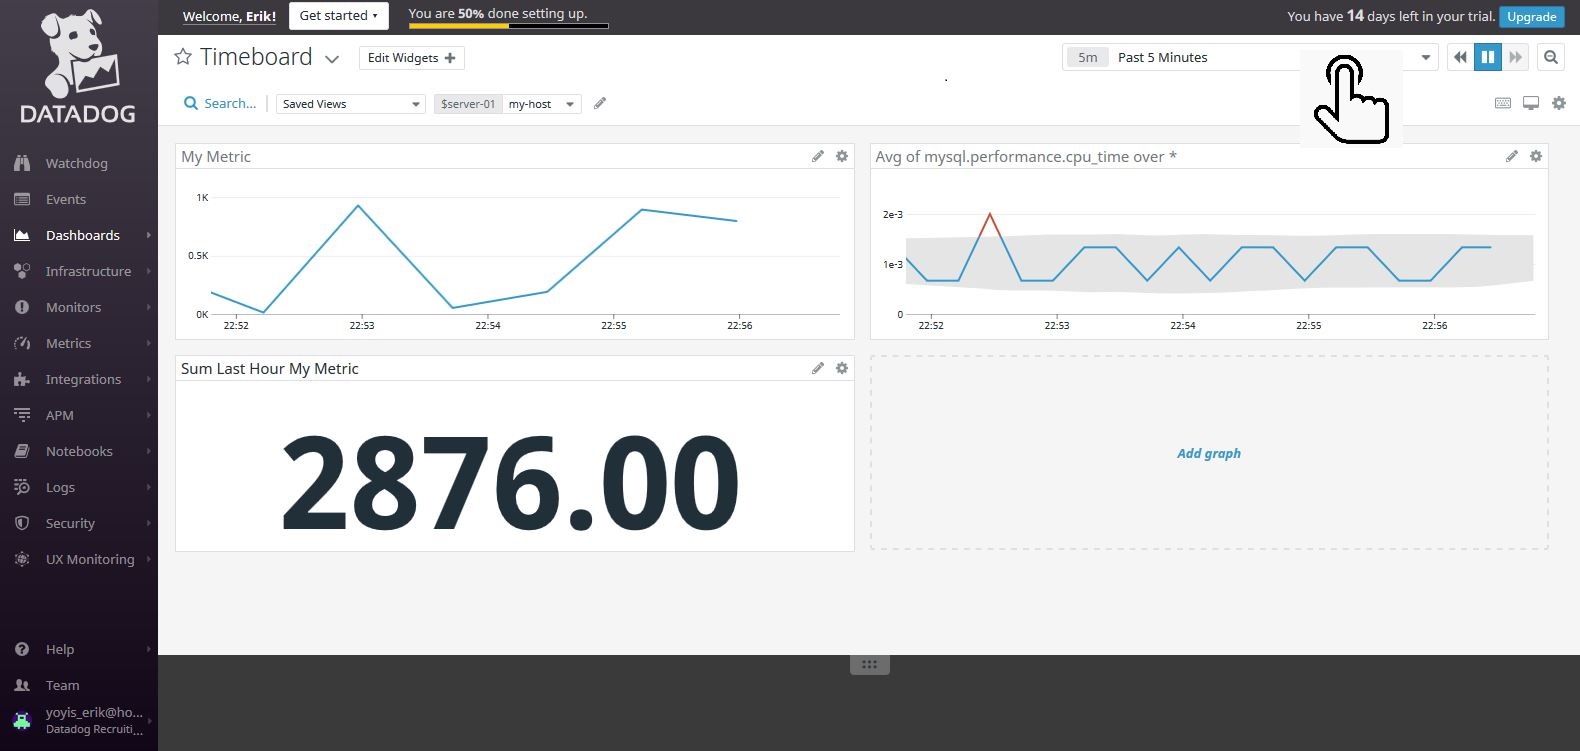 Welcome, Erik!
Get started
You are 50% done setting up.
You have 14 days left in your trial.
Upgrade
DATADOG
Timeboard
Edit Widgets
5m
Past 5 Minutes
Search...
Saved Views
$server-01
my-host
Watchdog
Events
Dashboards
Infrastructure
Monitors
Metrics
Integrations
APM
Notebooks
Logs
Security
UX Monitoring
Help
Team
yoyis_erik@ho...
Datadog Recruiti...
My Metric
1K
0.5K
0K
22:52 22:53 22:54 22:55 22:56
Avg of mysql.performance.cpu_time over *
2e-3
1e-3
0
22:52 22:53 22:54 22:55 22:56
Sum Last Hour My Metric
2876.00
Add graph